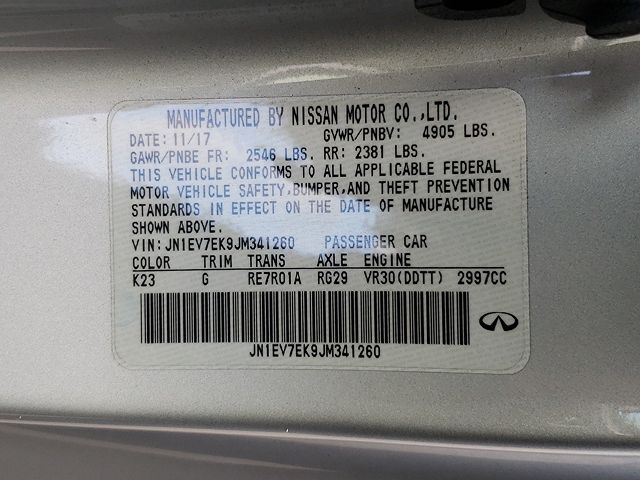 MANUFACTURED BY NISSAN MOTOR CO.,LTD.
DATE: 11/17 GVWR/PNBV: 4905 LBS.
GAWR/PNBE FR: 2546 LBS. RR: 2381 LBS.
THIS VEHICLE CONFORMS TO ALL APPLICABLE FEDERAL
MOTOR VEHICLE SAFETY,BUMPER,AND THEFT PREVENTION
STANDARDS IN EFFECT ON THE DATE OF MANUFACTURE
SHOWN ABOVE.
VIN: JN1EV7EK9JM341260 PASSENGER CAR
COLOR TRIM TRANS AXLE ENGINE
K23 G RE7R01A RG29 VR30(DDTT) 2997CC
JN1EV7EK9JM341260